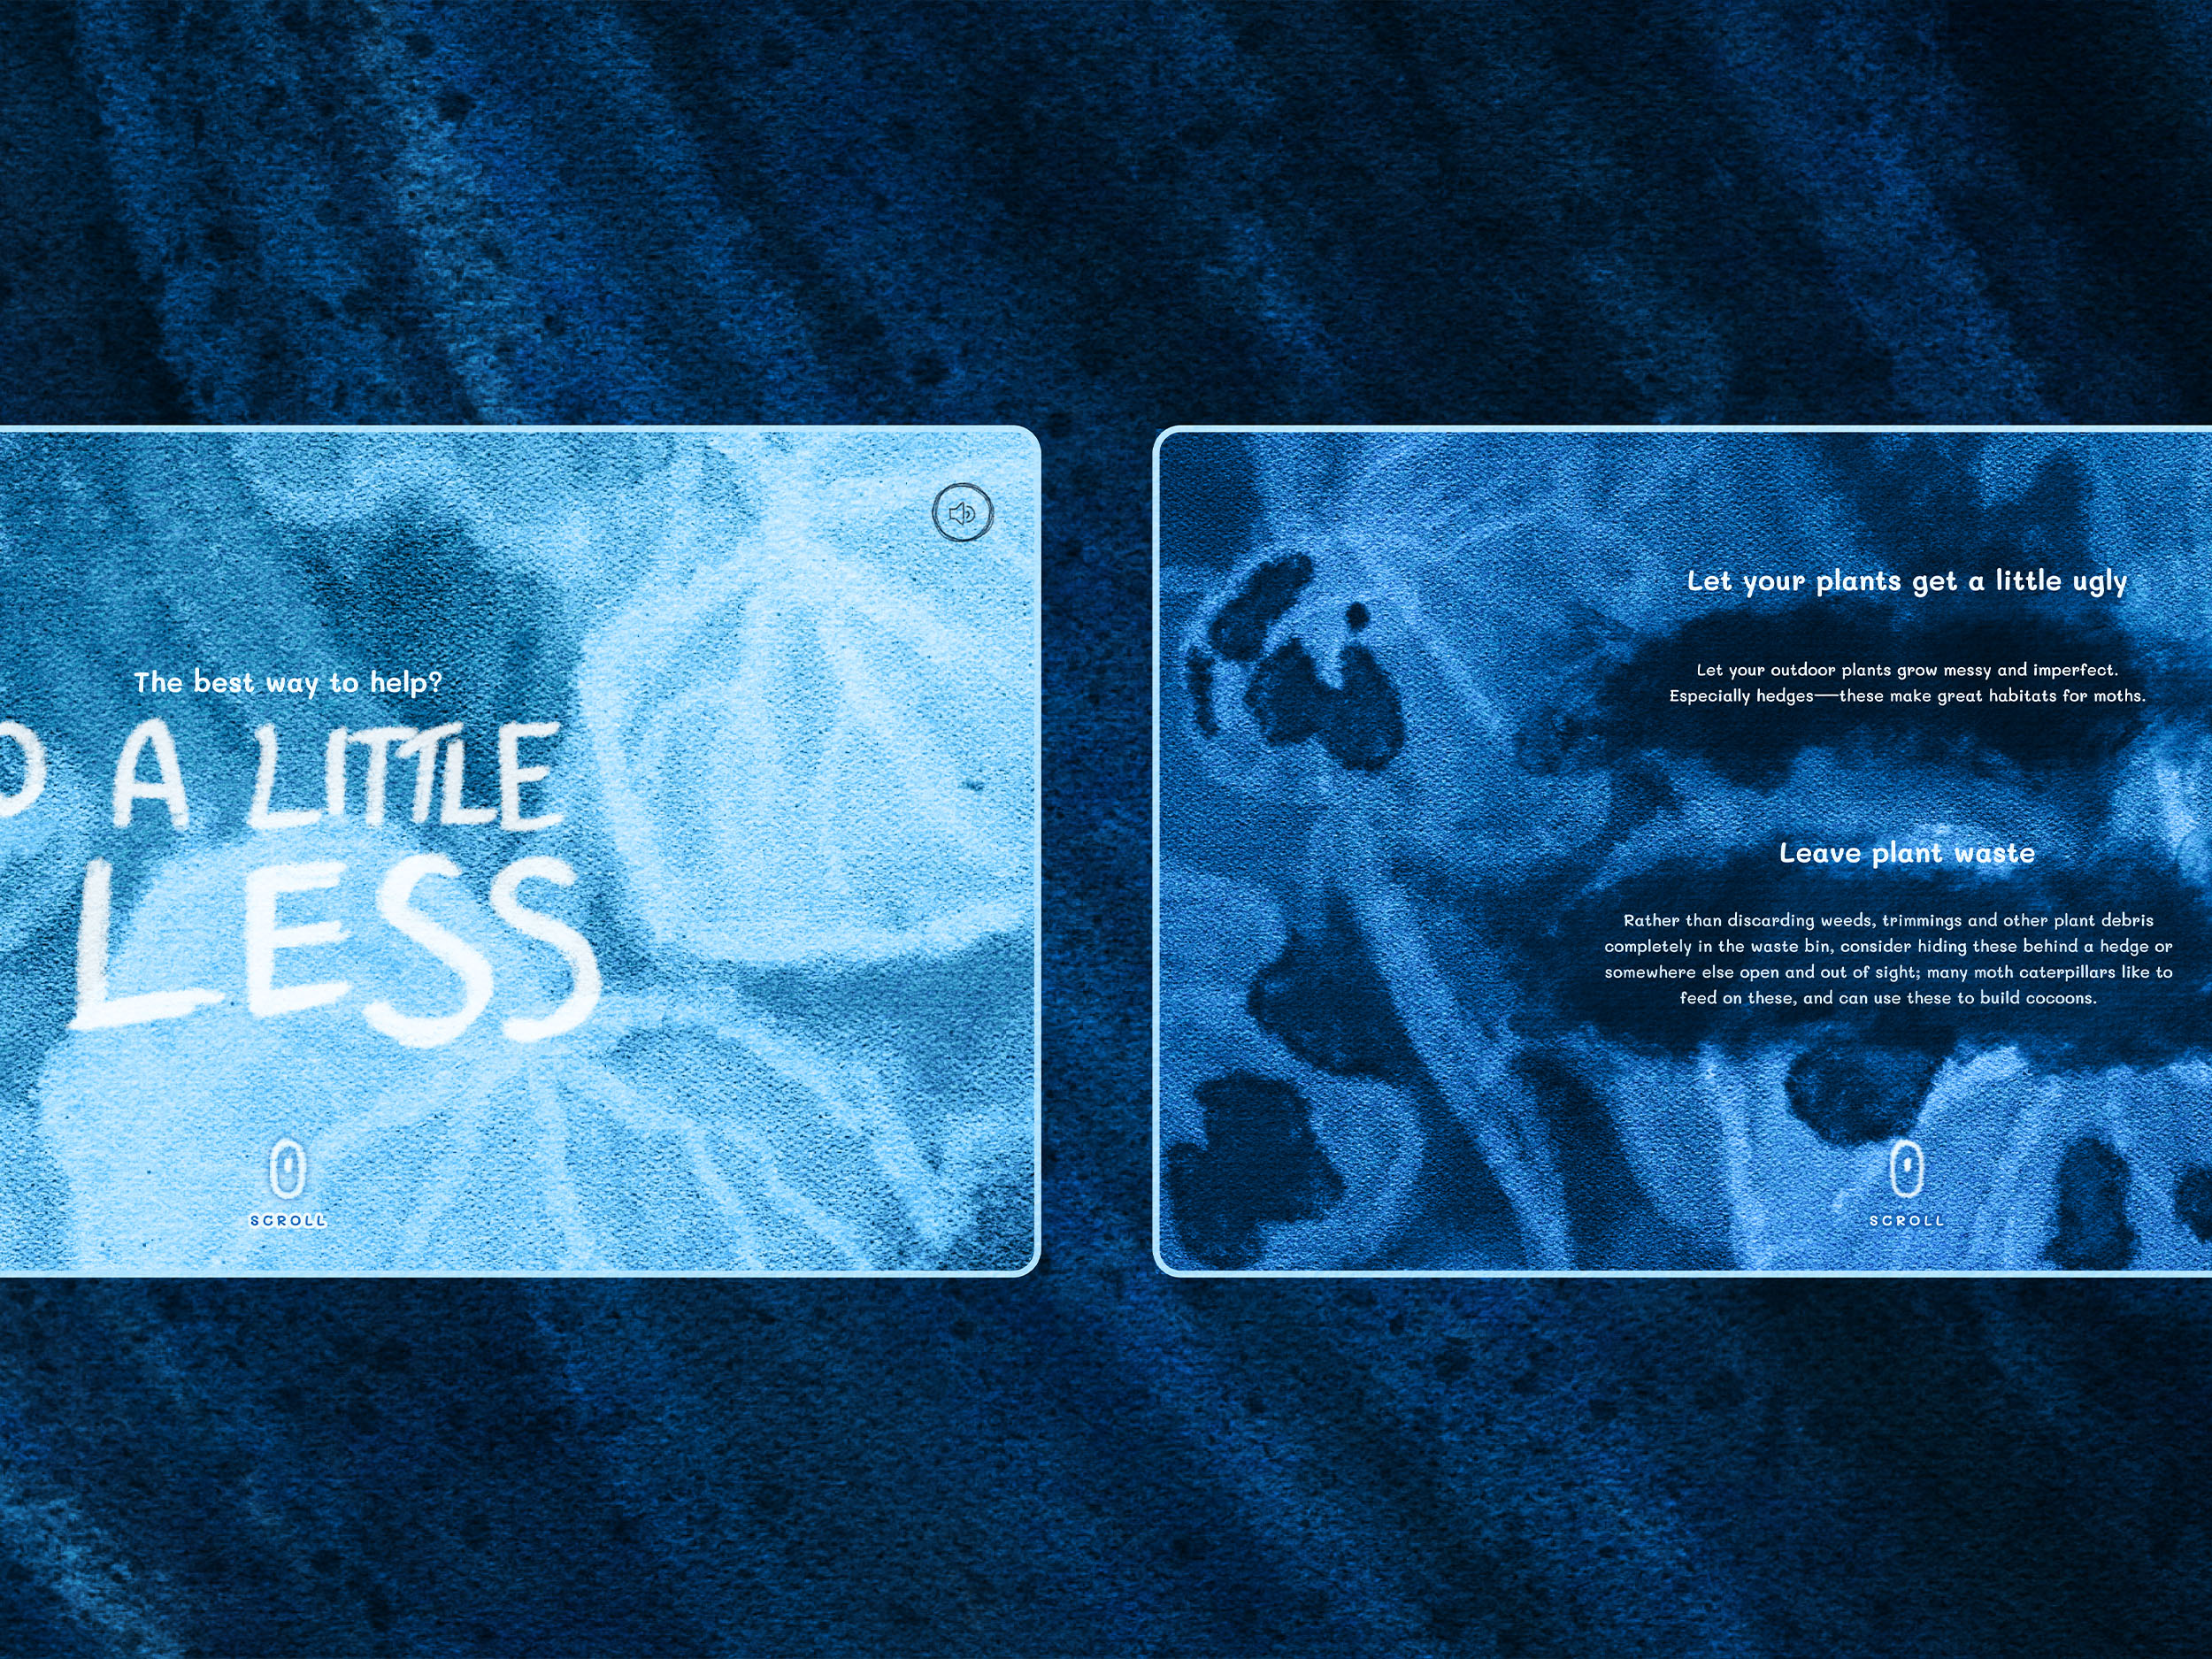 The best way to help?
O A LITTLE
LESS
SCROLL
Let your plants get a little ugly
Let your outdoor plants grow messy and imperfect.
Especially hedges—these make great habitats for moths.
Leave plant waste
Rather than discarding weeds, trimmings and other plant debris
completely in the waste bin, consider hiding these behind a hedge or
somewhere else open and out of sight; many moth caterpillars like to
feed on these, and can use these to build cocoons.
SCROLL